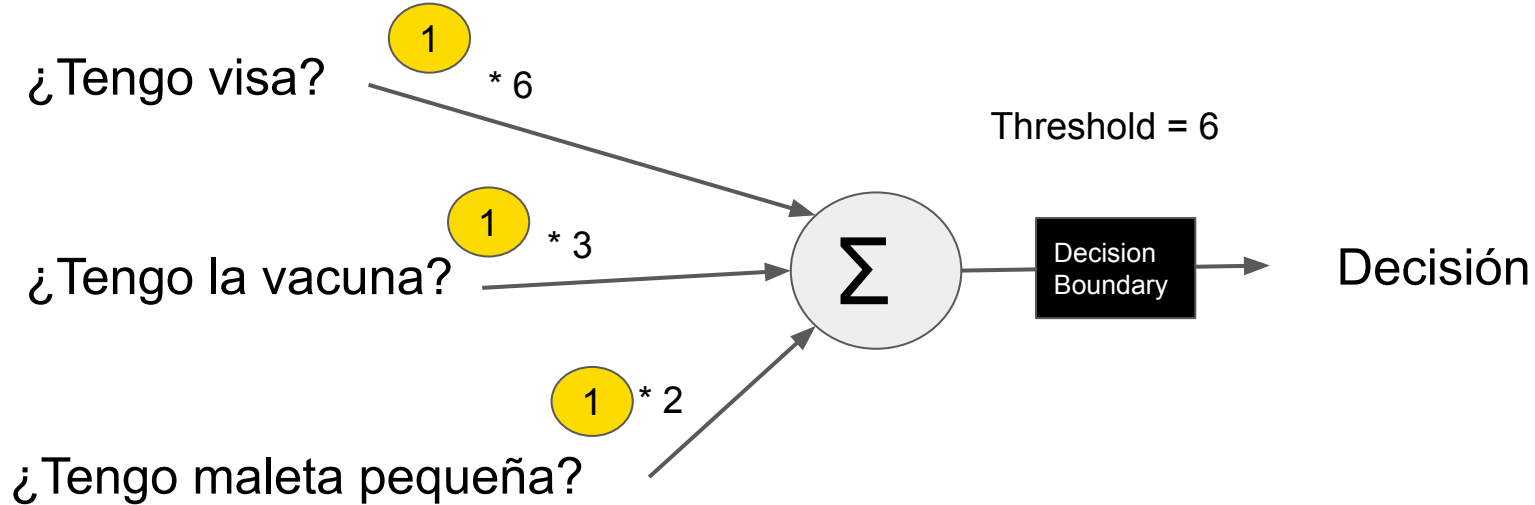 1
¿Tengo visa?
* 6
Threshold = 6
1
* 3
¿Tengo la vacuna?
Σ
Decision
Boundary
Decisión
1
* 2
¿Tengo maleta pequeña?